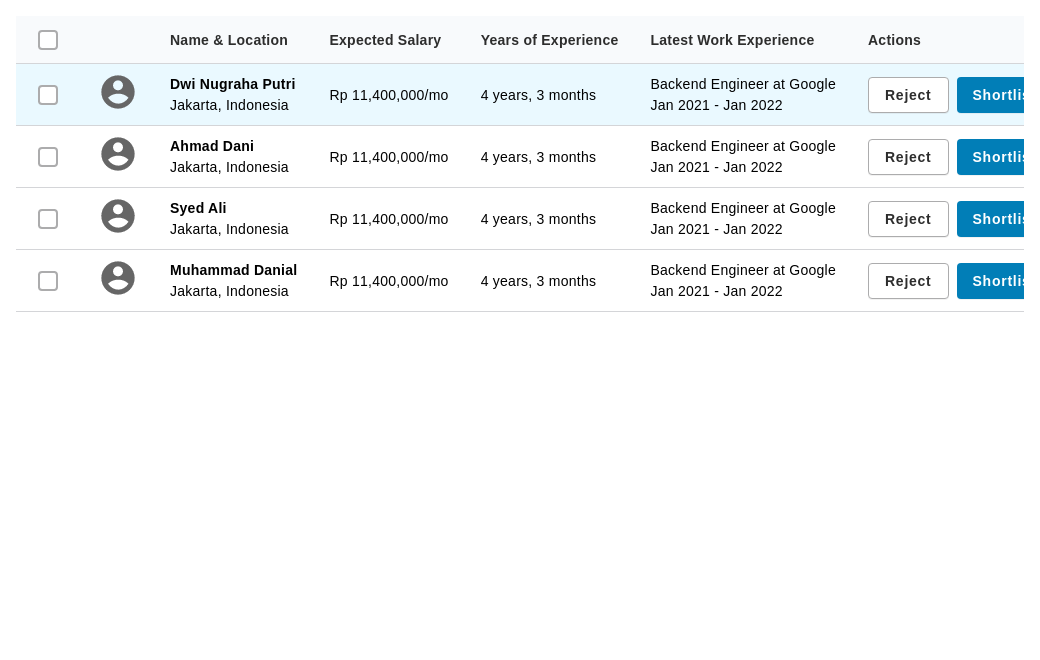 Name & Location Expected Salary Years of Experience Latest Work Experience Actions
Dwi Nugraha Putri
Jakarta, Indonesia
Rp 11,400,000/mo
4 years, 3 months
Backend Engineer at Google
Jan 2021 - Jan 2022
Reject Shortlis
Ahmad Dani
Jakarta, Indonesia
Rp 11,400,000/mo
4 years, 3 months
Backend Engineer at Google
Jan 2021 - Jan 2022
Reject Shortlis
Syed Ali
Jakarta, Indonesia
Rp 11,400,000/mo
4 years, 3 months
Backend Engineer at Google
Jan 2021 - Jan 2022
Reject Shortlis
Muhammad Danial
Jakarta, Indonesia
Rp 11,400,000/mo
4 years, 3 months
Backend Engineer at Google
Jan 2021 - Jan 2022
Reject Shortlis